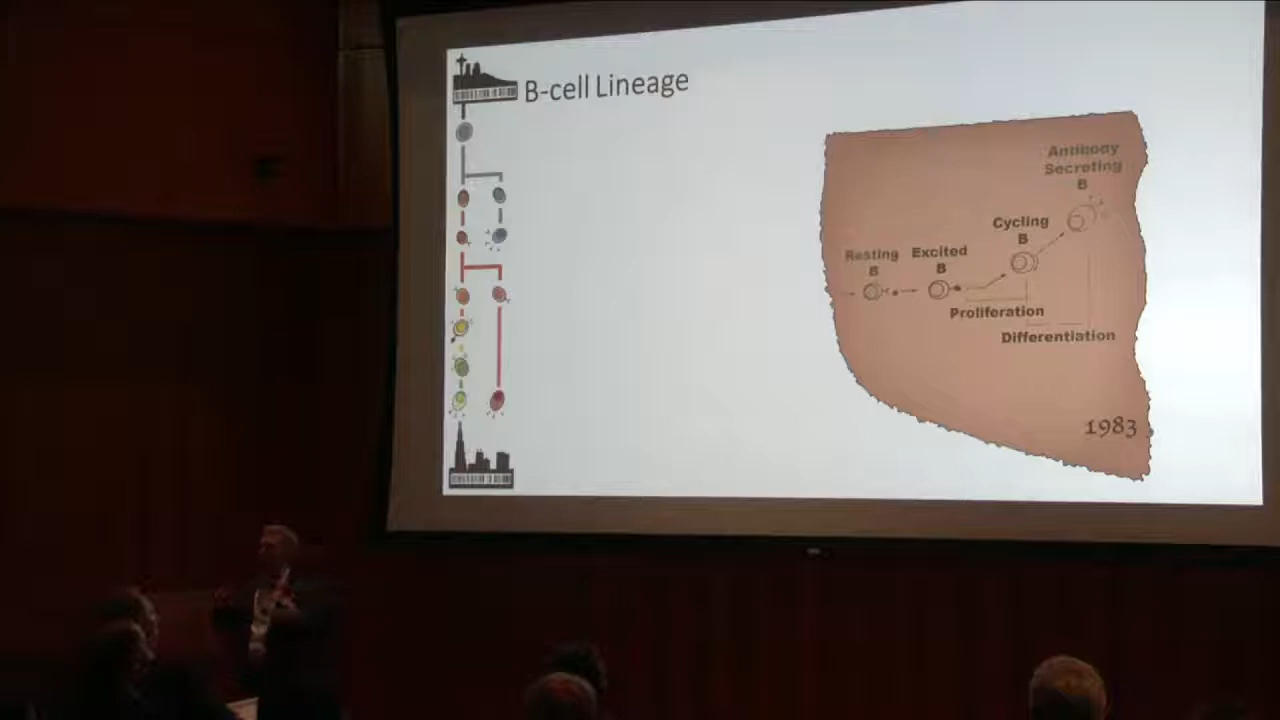 B-cell Lineage
Antibody
Secreting
B
Cycling
B
Resting
B
Excited
B
Proliferation
Differentiation
1983